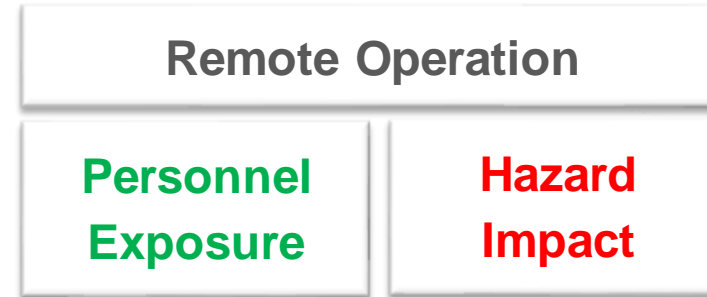 Remote Operation
Personnel
Exposure
Hazard
Impact